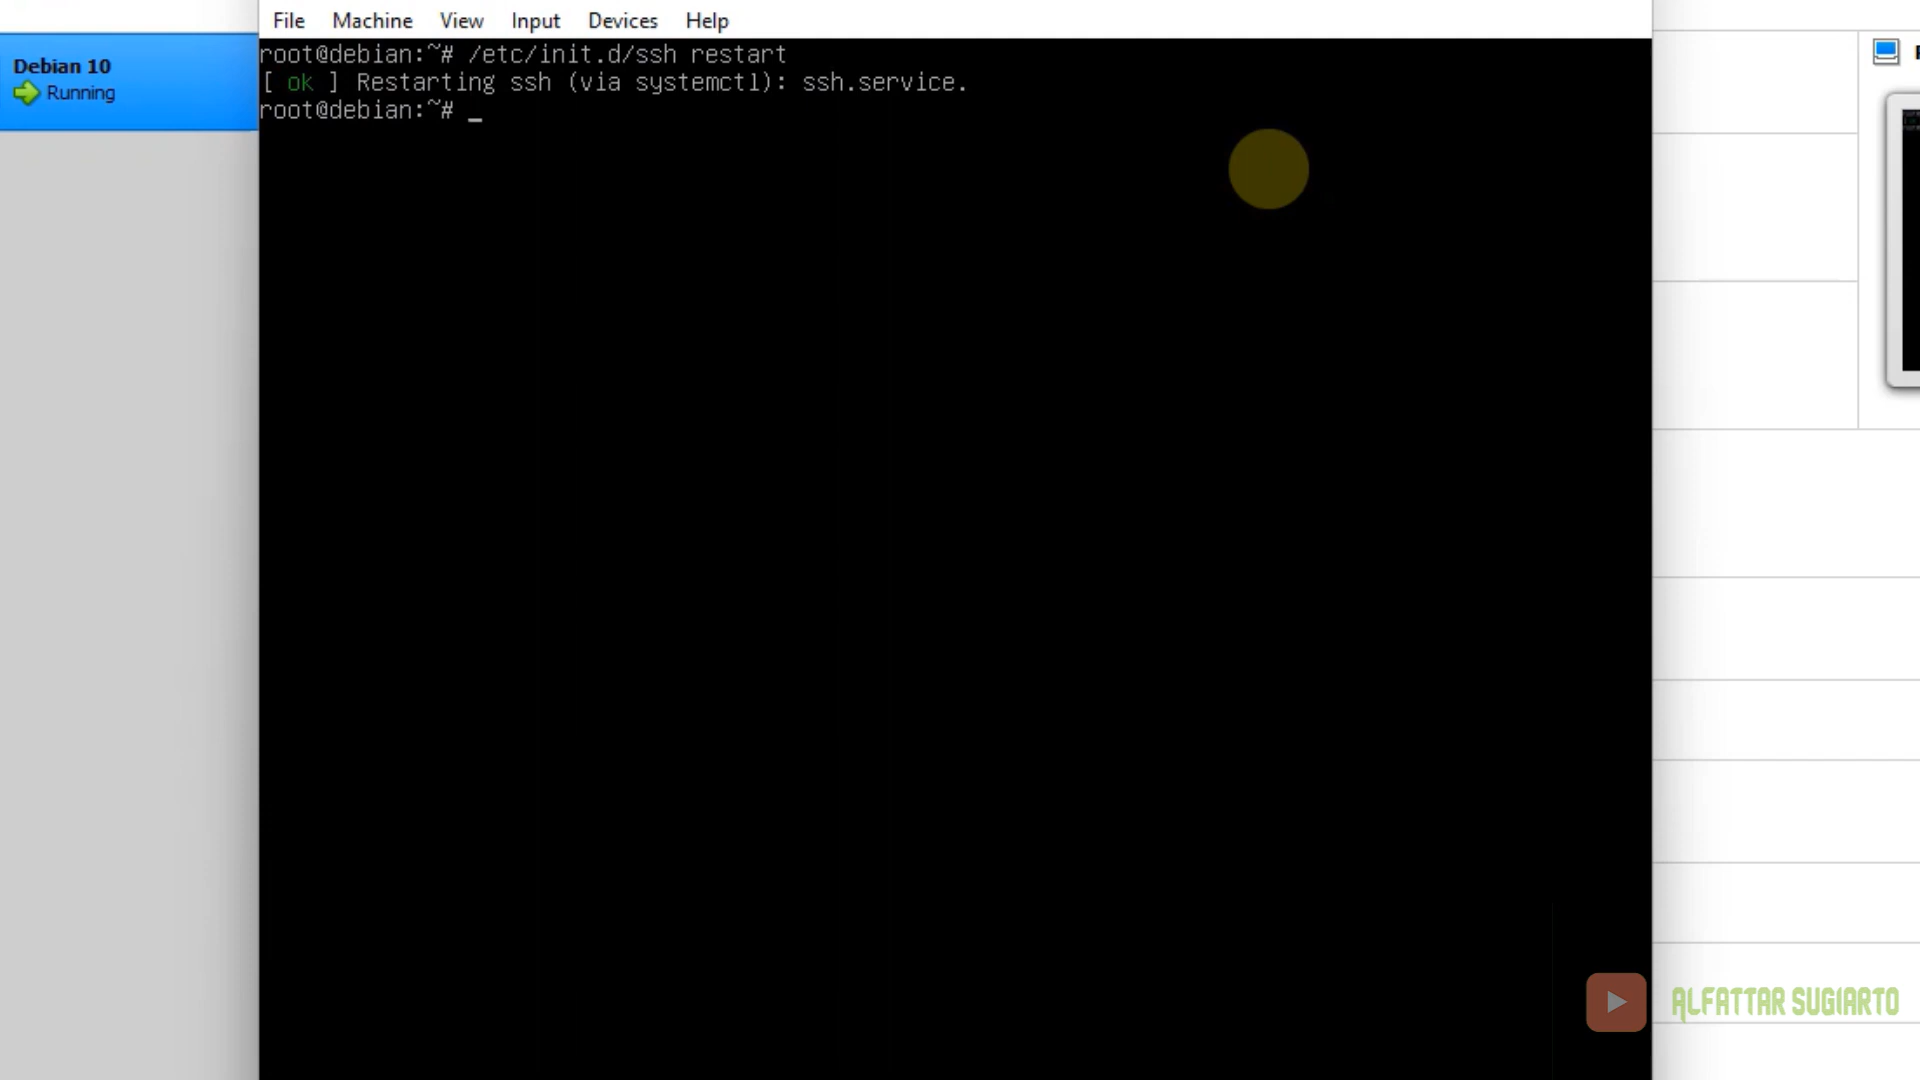 File Machine View Input Devices Help
Debian 10
Running
root@debian:~# /etc/init.d/ssh restart
[ ok ] Restarting ssh (via systemctl): ssh.service.
root@debian:~# _
ALFATTAR SUGIARTO